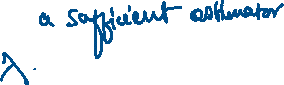 a sufficient estimator
λ.